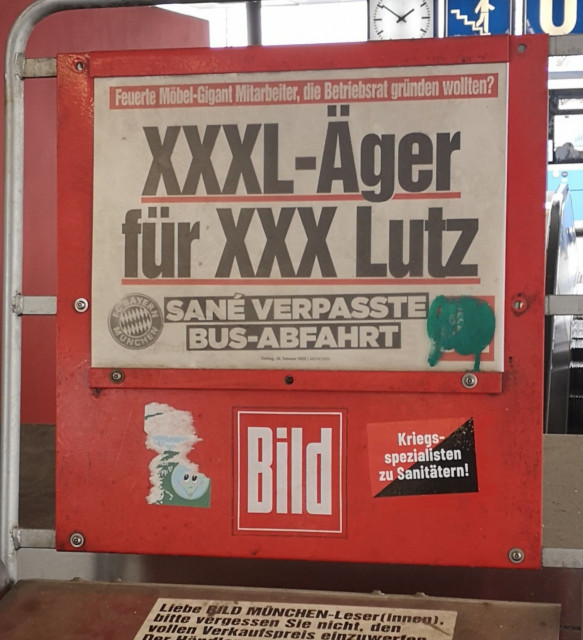 Feuerte Möbel-Gigant Mitarbeiter, die Betriebsrat gründen wollten?
XXXL-Äger
für XXX Lutz
FC BAYERN
MÜNCHEN
SANÉ VERPASSTE
BUS-ABFAHRT
Bild
Kriegs-
spezialisten
zu Sanitätern!
Liebe BILD MÜNCHEN-Leser(innen),
bitte vergessen Sie nicht, den
vollen Verkaufspreis einzuwerfen
Der Händle
U